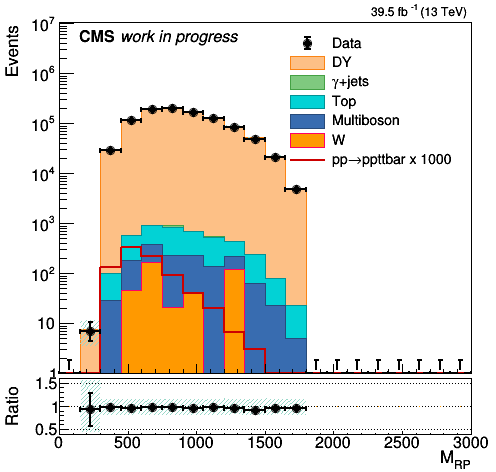 39.5 fb⁻¹ (13 TeV)
CMS work in progress
Events
10⁷
10⁶
10⁵
10⁴
10³
10²
10
1
Data
DY
γ+jets
Top
Multiboson
W
pp→ppttbar x 1000
Ratio
1.5
1
0.5
0 500 1000 1500 2000 2500 3000
M_RP